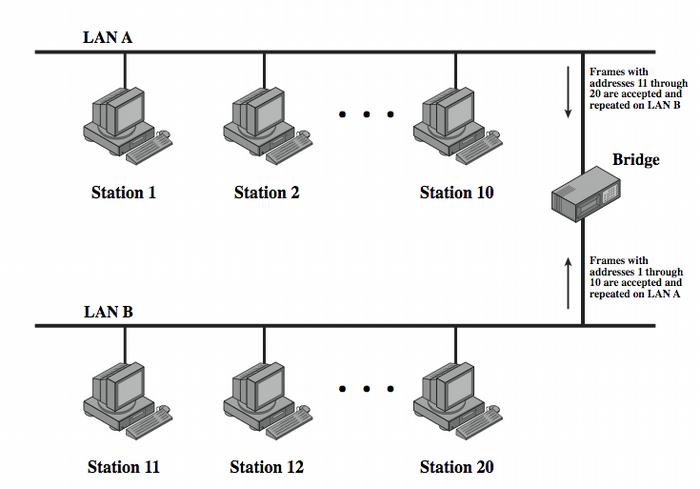 LAN A
Frames with
addresses 11 through
20 are accepted and
repeated on LAN B
Bridge
Station 1
Station 2
Station 10
Frames with
addresses 1 through
10 are accepted and
repeated on LAN A
LAN B
Station 11
Station 12
Station 20